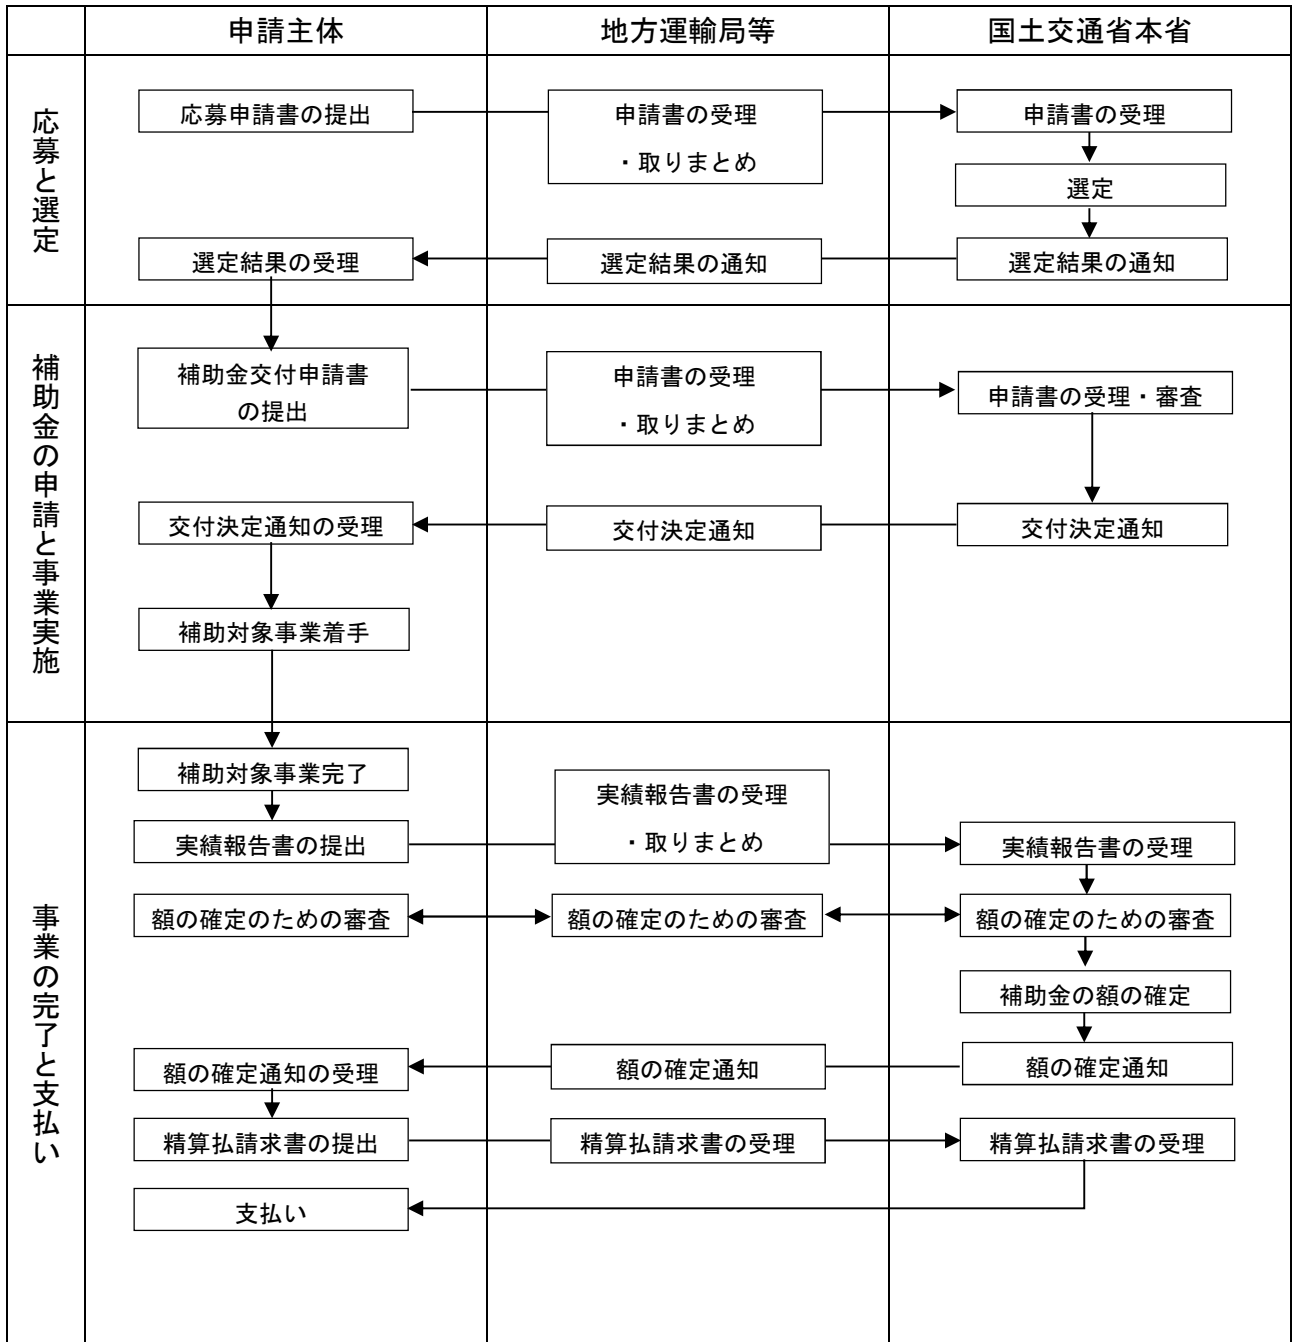 申請主体
地方運輸局等
国土交通省本省
応募と選定
応募申請書の提出
申請書の受理
・取りまとめ
申請書の受理
選定
選定結果の受理
選定結果の通知
選定結果の通知
補助金の申請と事業実施
補助金交付申請書
の提出
申請書の受理
・取りまとめ
申請書の受理・審査
交付決定通知の受理
交付決定通知
交付決定通知
補助対象事業着手
事業の完了と支払い
補助対象事業完了
実績報告書の提出
実績報告書の受理
・取りまとめ
実績報告書の受理
額の確定のための審査
額の確定のための審査
額の確定のための審査
補助金の額の確定
額の確定通知の受理
額の確定通知
額の確定通知
精算払請求書の提出
精算払請求書の受理
精算払請求書の受理
支払い